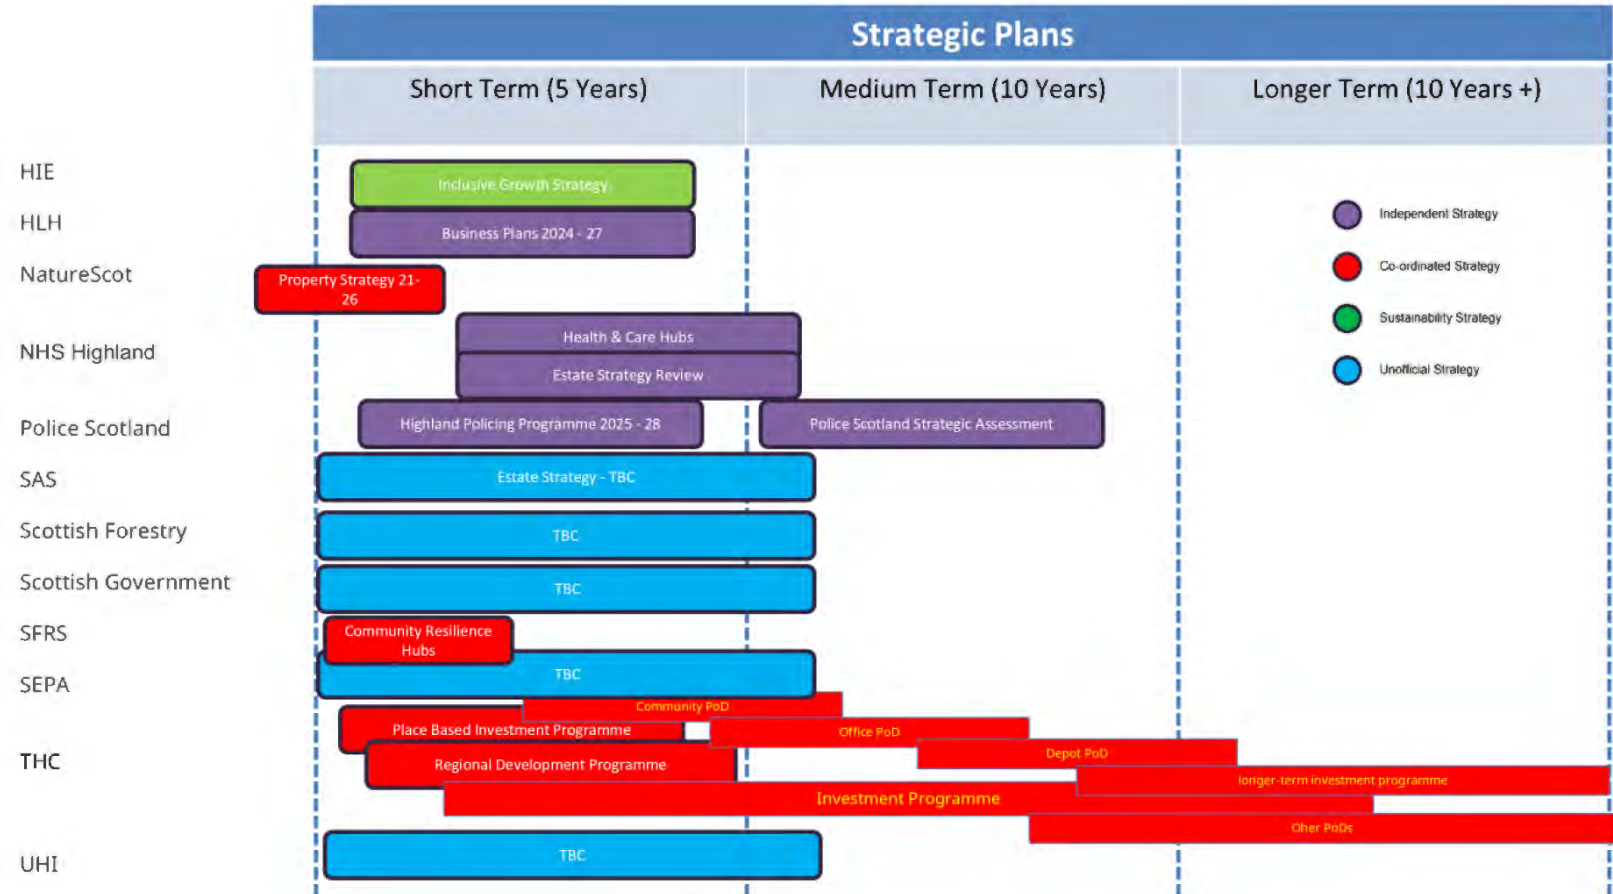 Strategic Plans
Short Term (5 Years)
Medium Term (10 Years)
Longer Term (10 Years +)
HIE
Inclusive Growth Strategy
HLH
Business Plans 2024 - 27
NatureScot
Property Strategy 21-
26
NHS Highland
Health & Care Hubs
Estate Strategy Review
Police Scotland
Highland Policing Programme 2025 - 28
Police Scotland Strategic Assessment
SAS
Estate Strategy - TBC
Scottish Forestry
TBC
Scottish Government
TBC
SFRS
Community Resilience
Hubs
SEPA
TBC
THC
Community PoD
Place Based Investment Programme
Office PoD
Depot PoD
Regional Development Programme
longer-term investment programme
Investment Programme
Oher PoDs
UHI
TBC
Independent Strategy
Co-ordinated Strategy
Sustainability Strategy
Unofficial Strategy